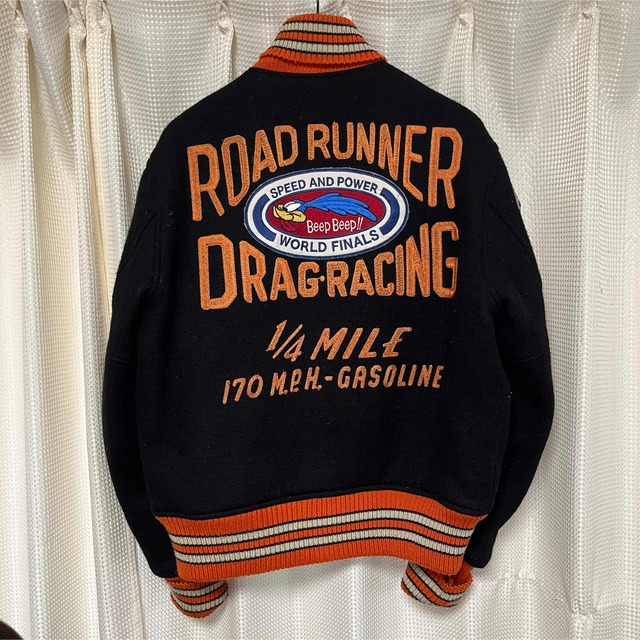 ROAD RUNNER
SPEED AND POWER
BEEP BEEP!!
WORLD FINALS
DRAG·RACING
1/4 MILE
170 M.P.H.-GASOLINE